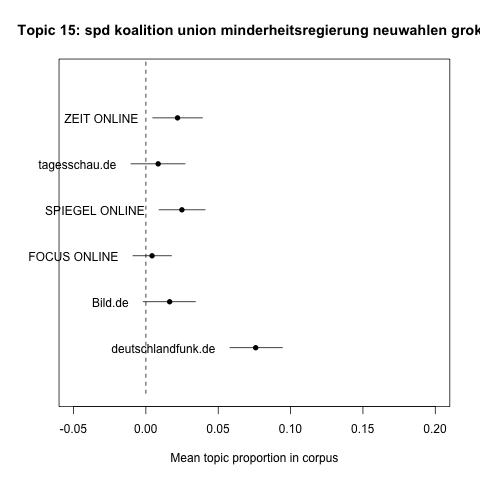 Topic 15: spd koalition union minderheitsregierung neuwahlen grok
ZEIT ONLINE
tagesschau.de
SPIEGEL ONLINE
FOCUS ONLINE
Bild.de
deutschlandfunk.de
-0.05 0.00 0.05 0.10 0.15 0.20
Mean topic proportion in corpus